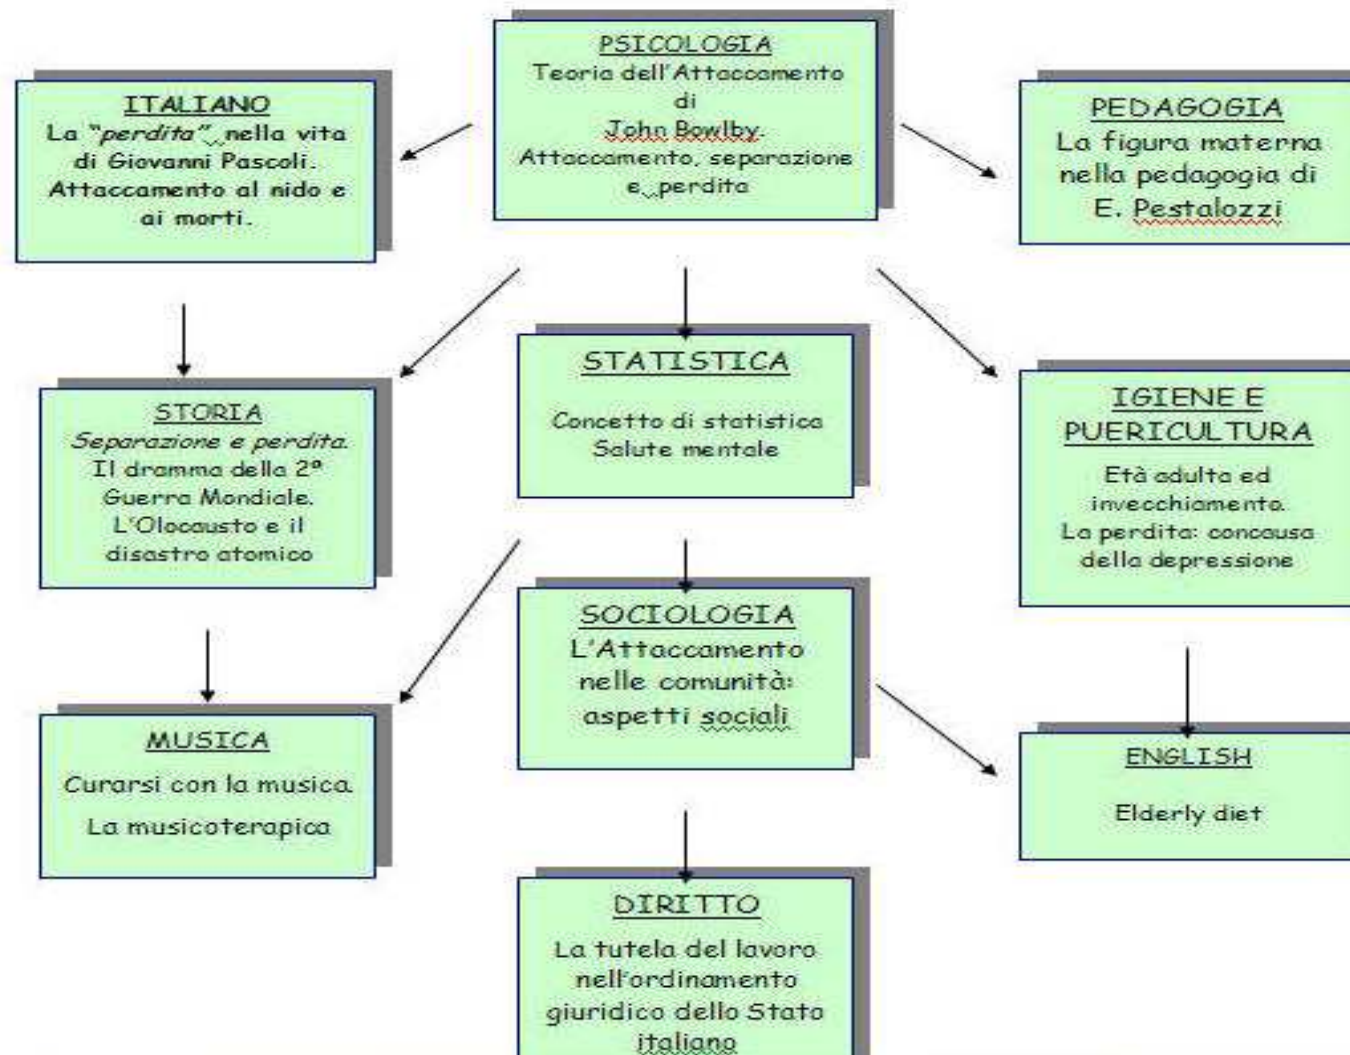 PSICOLOGIA
Teoria dell'Attaccamento
di
John Bowlby.
Attaccamento, separazione
e perdita
ITALIANO
La "perdita" nella vita
di Giovanni Pascoli.
Attaccamento al nido e
ai morti.
PEDAGOGIA
La figura materna
nella pedagogia di
E. Pestalozzi
STORIA
Separazione e perdita.
Il dramma della 2ª
Guerra Mondiale.
L'Olocausto e il
disastro atomico
STATISTICA
Concetto di statistica
Salute mentale
IGIENE E
PUERICULTURA
Età adulta ed
invecchiamento.
La perdita: concausa
della depressione
SOCIOLOGIA
L'Attaccamento
nelle comunità:
aspetti sociali
MUSICA
Curarsi con la musica
La musicoterapica
ENGLISH
Elderly diet
DIRITTO
La tutela del lavoro
nell'ordinamento
giuridico dello Stato
italiano